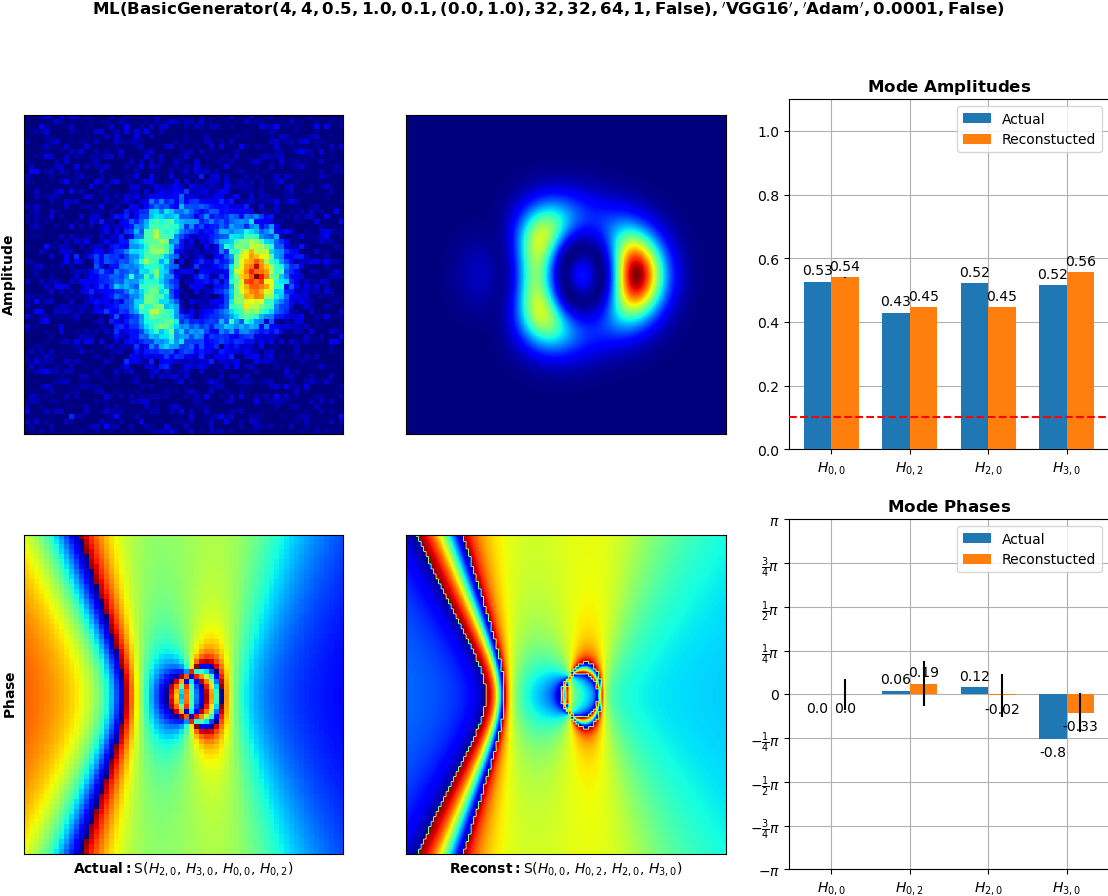 ML(BasicGenerator(4, 4, 0.5, 1.0, 0.1, (0.0, 1.0), 32, 32, 64, 1, False), ′VGG16′, ′Adam′, 0.0001, False)
Amplitude
Mode Amplitudes
Actual
Reconstucted
1.0
0.8
0.6
0.4
0.2
0.0
0.53
0.54
0.43
0.45
0.52
0.45
0.52
0.56
H0,0
H0,2
H2,0
H3,0
Phase
Actual: S(H2,0, H3,0, H0,0, H0,2)
Reconst: S(H0,0, H0,2, H2,0, H3,0)
Mode Phases
Actual
Reconstucted
π
3/4π
1/2π
1/4π
0
−1/4π
−1/2π
−3/4π
−π
0.0
0.0
0.06
0.19
0.12
-0.02
-0.8
-0.33
H0,0
H0,2
H2,0
H3,0